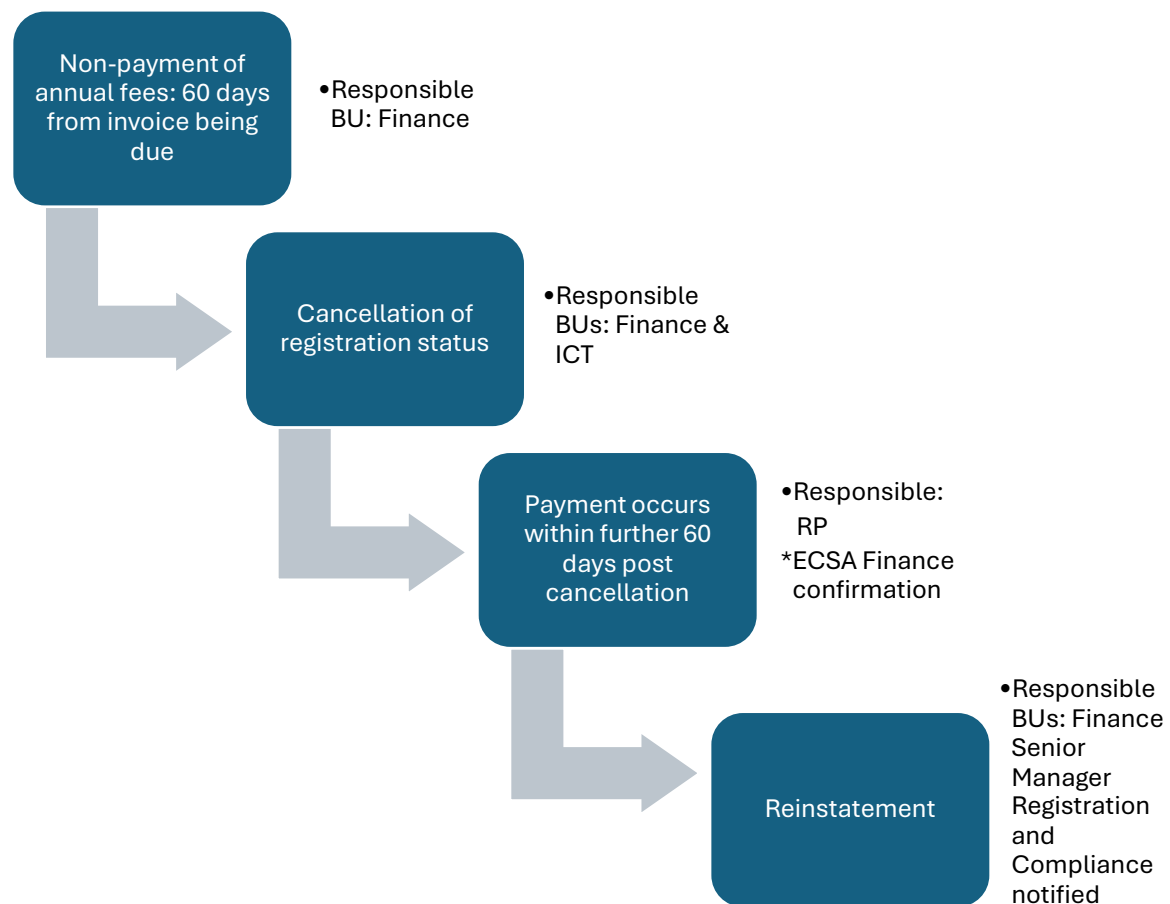 Non-payment of
annual fees: 60 days
from invoice being
due
•Responsible
BU: Finance
Cancellation of
registration status
•Responsible
BUs: Finance &
ICT
Payment occurs
within further 60
days post
cancellation
•Responsible:
RP
*ECSA Finance
confirmation
Reinstatement
•Responsible
BUs: Finance
Senior
Manager
Registration
and
Compliance
notified